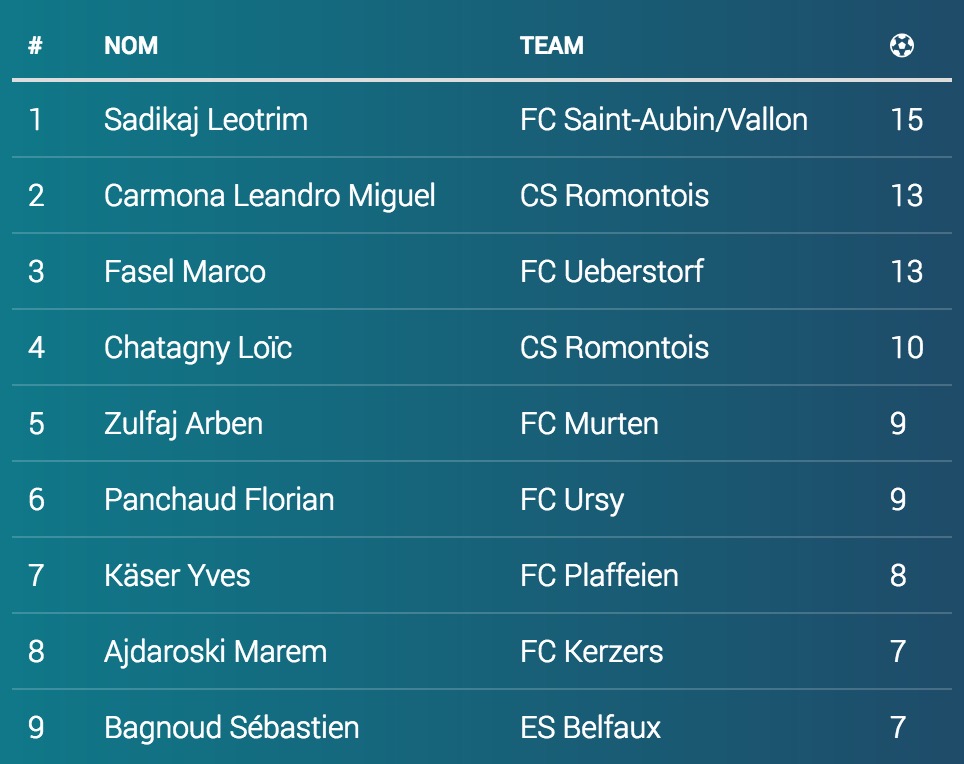 # NOM TEAM
1 Sadikaj Leotrim FC Saint-Aubin/Vallon 15
2 Carmona Leandro Miguel CS Romontois 13
3 Fasel Marco FC Ueberstorf 13
4 Chatagny Loïc CS Romontois 10
5 Zulfaj Arben FC Murten 9
6 Panchaud Florian FC Ursy 9
7 Käser Yves FC Plaffeien 8
8 Ajdaroski Marem FC Kerzers 7
9 Bagnoud Sébastien ES Belfaux 7